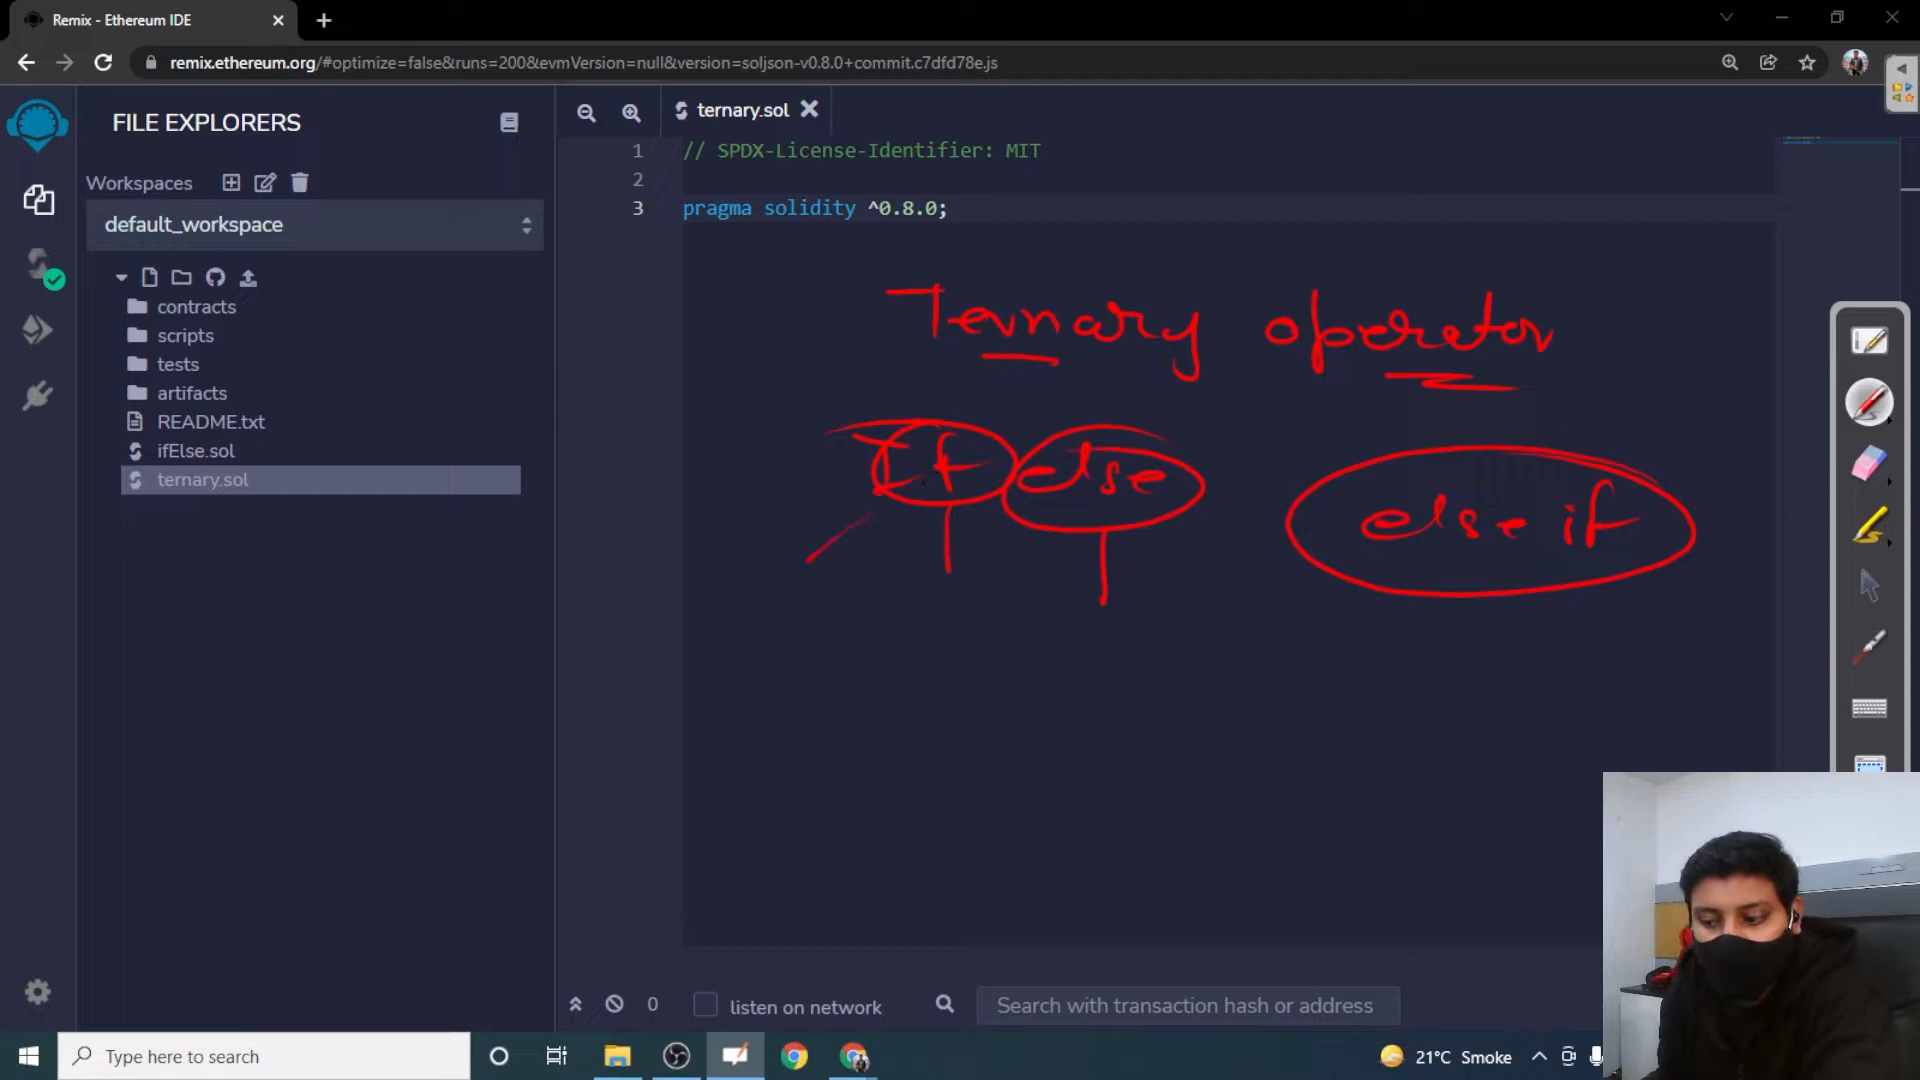 Remix - Ethereum IDE
remix.ethereum.org/#optimize=false&runs=200&evmVersion=null&version=soljson-v0.8.0+commit.c7dfd78e.js
FILE EXPLORERS
ternary.sol
Workspaces
default_workspace
contracts
scripts
tests
artifacts
README.txt
ifElse.sol
ternary.sol
1 // SPDX-License-Identifier: MIT
2
3 pragma solidity ^0.8.0;
Ternary operator
If else
else if
0 listen on network Search with transaction hash or address
Type here to search
21°C Smoke